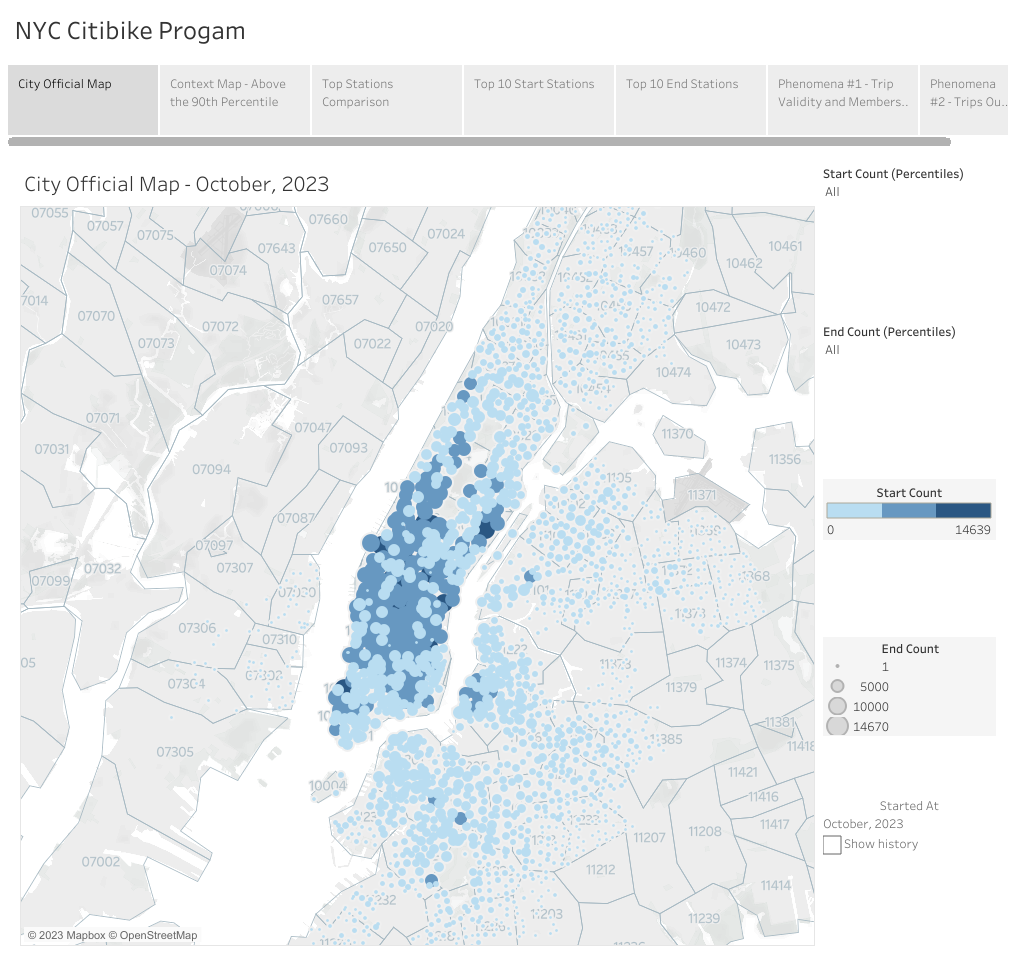 NYC Citibike Progam
City Official Map
Context Map - Above
the 90th Percentile
Top Stations
Comparison
Top 10 Start Stations
Top 10 End Stations
Phenomena #1 - Trip
Validity and Members..
Phenomena
#2 - Trips Ou..
City Official Map - October, 2023
Start Count (Percentiles)
All
End Count (Percentiles)
All
Start Count
0 14639
End Count
1
5000
10000
14670
Started At
October, 2023
Show history
07055
07057
07075
07660
07024
07643
07650
07074
10461
10462
7014
07070
07072
07657
07020
10472
07073
07022
10473
10474
07071
07047
07031
07093
11370
11356
07094
11371
07087
07097
07032
07307
07099
07306
07310
11374
11375
07305
11379
11381
11421
11416
11417
10004
11207
11208
07002
11212
11414
11239
© 2023 Mapbox © OpenStreetMap